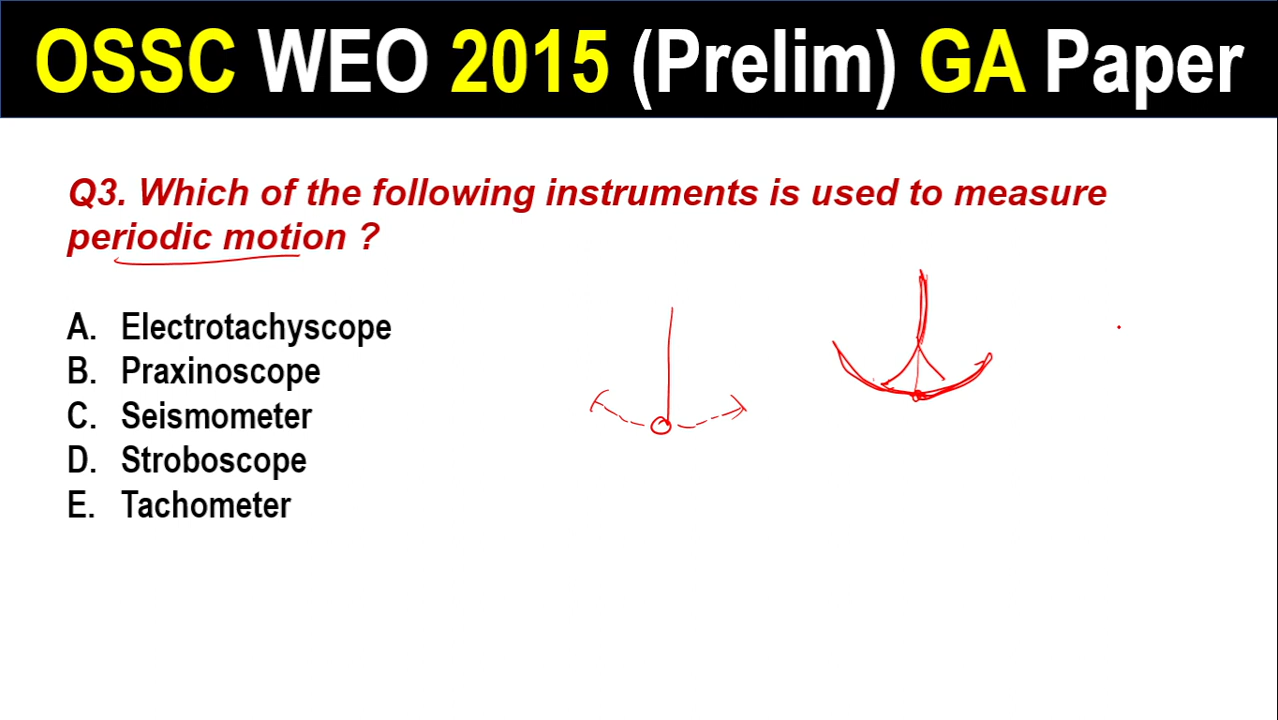 OSSC WEO 2015 (Prelim) GA Paper
Q3. Which of the following instruments is used to measure
periodic motion ?
A. Electrotachyscope
B. Praxinoscope
C. Seismometer
D. Stroboscope
E. Tachometer